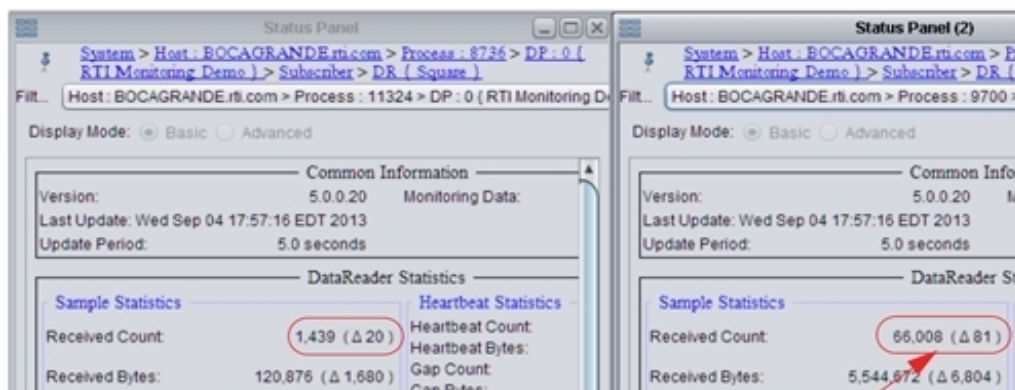 Status Panel
System > Host : BOCAGRANDE.rti.com > Process : 8736 > DP : 0 (
RTI Monitoring Demo ) > Subscriber > DR ( Square )
Filt... Host : BOCAGRANDE.rti.com > Process : 11324 > DP : 0 ( RTI Monitoring D
Display Mode: Basic Advanced
Common Information
Version: 5.0.0.20 Monitoring Data:
Last Update: Wed Sep 04 17:57:16 EDT 2013
Update Period: 5.0 seconds
DataReader Statistics
Sample Statistics Heartbeat Statistics
Received Count: 1,439 ( Δ 20 ) Heartbeat Count:
Heartbeat Bytes:
Received Bytes: 120,876 ( Δ 1,680 ) Gap Count:
Gap Bytes:
Status Panel (2)
System > Host : BOCAGRANDE.rti.com > P
RTI Monitoring Demo ) > Subscriber > DR (
Filt... Host : BOCAGRANDE.rti.com > Process : 9700 >
Display Mode: Basic Advanced
Common Info
Version: 5.0.0.20 M
Last Update: Wed Sep 04 17:57:16 EDT 2013
Update Period: 5.0 seconds
DataReader St
Sample Statistics
Received Count: 66,008 ( Δ 81 )
Received Bytes: 5,544,672 ( Δ 6,804 )